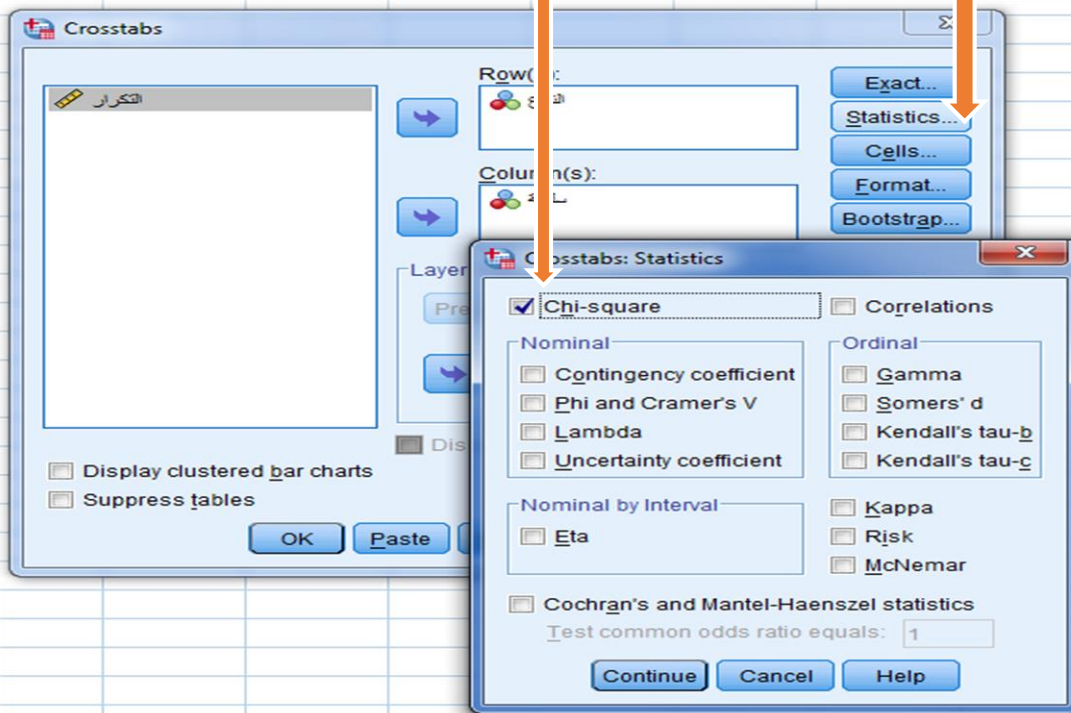 Crosstabs
التكرار
Exact...
Statistics...
Cells...
Format...
Bootstrap...
Column(s):
Layer
Display clustered bar charts
Suppress tables
OK
Paste
Crosstabs: Statistics
Chi-square
Correlations
Nominal
Contingency coefficient
Phi and Cramer's V
Lambda
Uncertainty coefficient
Ordinal
Gamma
Somers' d
Kendall's tau-b
Kendall's tau-c
Nominal by Interval
Eta
Kappa
Risk
McNemar
Cochran's and Mantel-Haenszel statistics
Test common odds ratio equals: 1
Continue
Cancel
Help